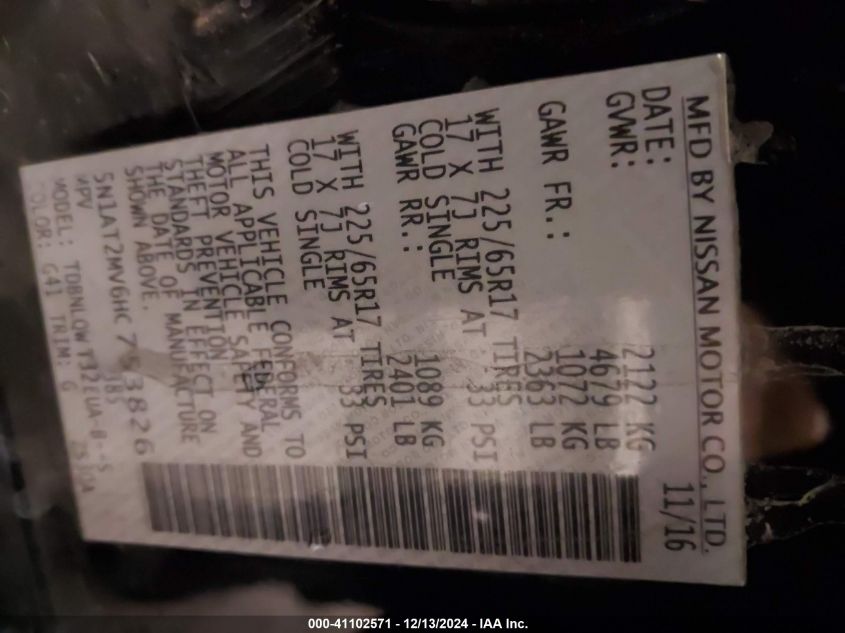 MFD BY NISSAN MOTOR CO., LTD.
DATE: 11/16
GVWR: 2122 KG
4679 LB
GAWR FR.: 1072 KG
2363 LB
WITH 225/65R17 TIRES
17 X 7J RIMS AT 33 PSI
COLD SINGLE
GAWR RR.: 1089 KG
2401 LB
WITH 225/65R17 TIRES
17 X 7J RIMS AT 33 PSI
COLD SINGLE
THIS VEHICLE CONFORMS TO
ALL APPLICABLE FEDERAL
MOTOR VEHICLE SAFETY AND
THEFT PREVENTION
STANDARDS IN EFFECT ON
THE DATE OF MANUFACTURE
SHOWN ABOVE.
5N1AT2MV6HC 3826
MPV 385
MODEL:
COLOR: G41 TRIM: G
000-41102571 - 12/13/2024 - IAA Inc.